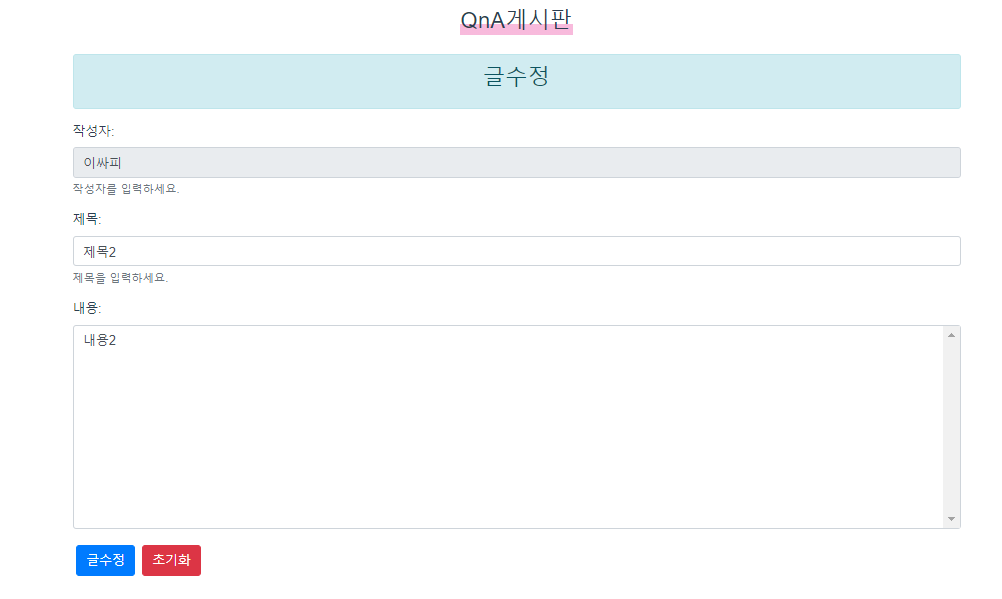 QnA게시판
글수정
작성자:
이싸피
작성자를 입력하세요.
제목:
제목2
제목을 입력하세요.
내용:
내용2
글수정 초기화